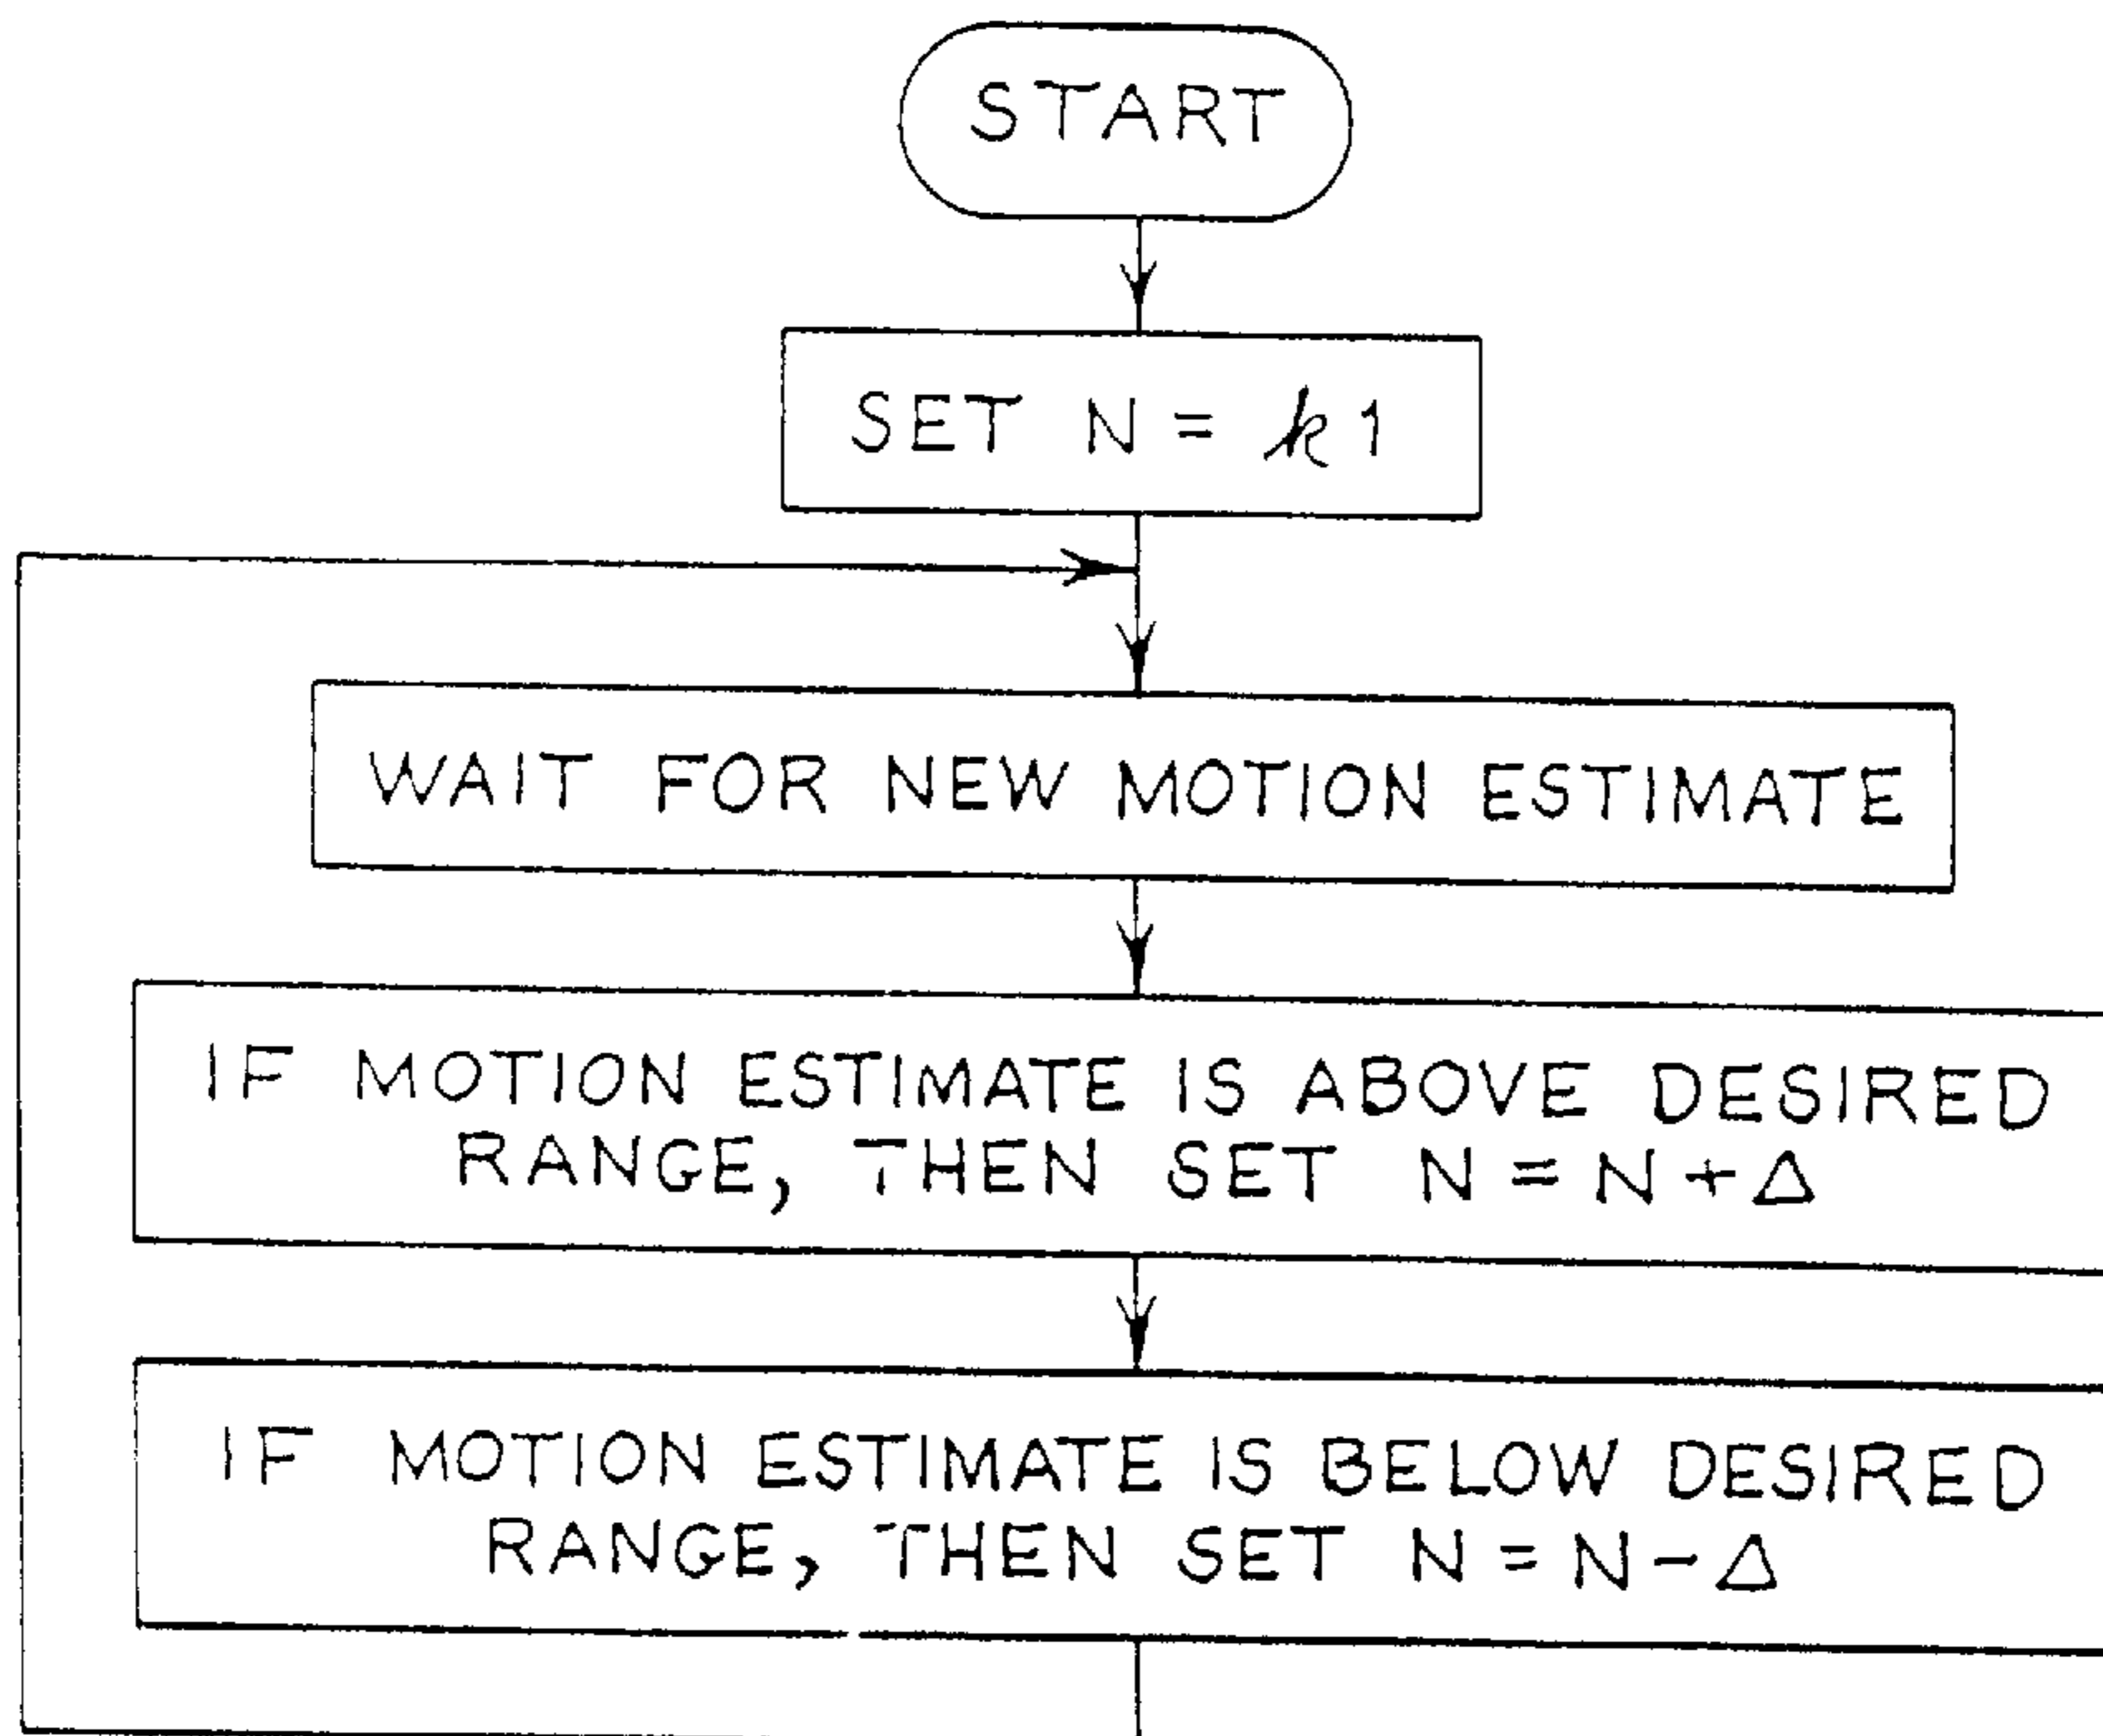 START
SET N = k1
WAIT FOR NEW MOTION ESTIMATE
IF MOTION ESTIMATE IS ABOVE DESIRED
RANGE, THEN SET N = N + Δ
IF MOTION ESTIMATE IS BELOW DESIRED
RANGE, THEN SET N = N - Δ